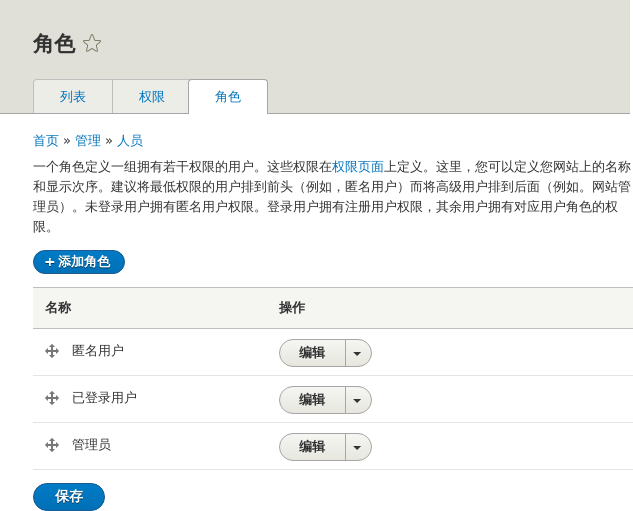 角色
列表 权限 角色
首页 » 管理 » 人员
一个角色定义一组拥有若干权限的用户。这些权限在权限页面上定义。这里，您可以定义您网站上的名称
和显示次序。建议将最低权限的用户排到前头（例如，匿名用户）而将高级用户排到后面（例如。网站管
理员）。未登录用户拥有匿名用户权限。登录用户拥有注册用户权限，其余用户拥有对应用户角色的权
限。
+ 添加角色
名称 操作
匿名用户 编辑
已登录用户 编辑
管理员 编辑
保存